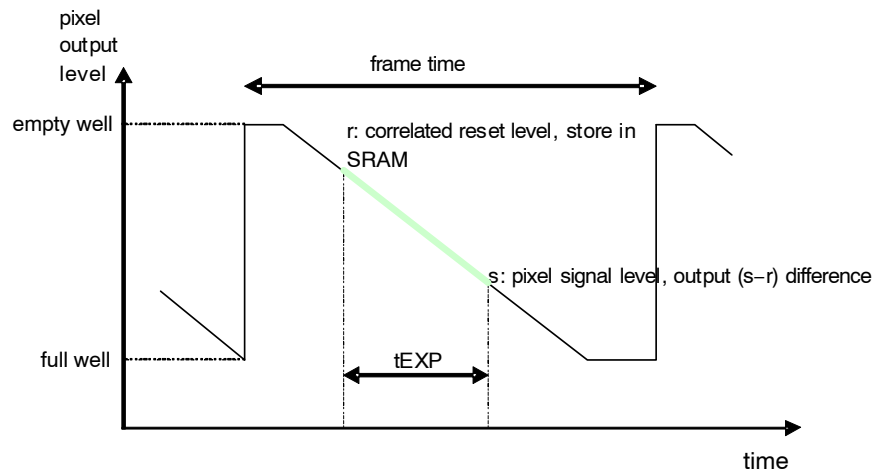 pixel
output
level
frame time
empty well
r: correlated reset level, store in
SRAM
s: pixel signal level, output (s−r) difference
full well
tEXP
time